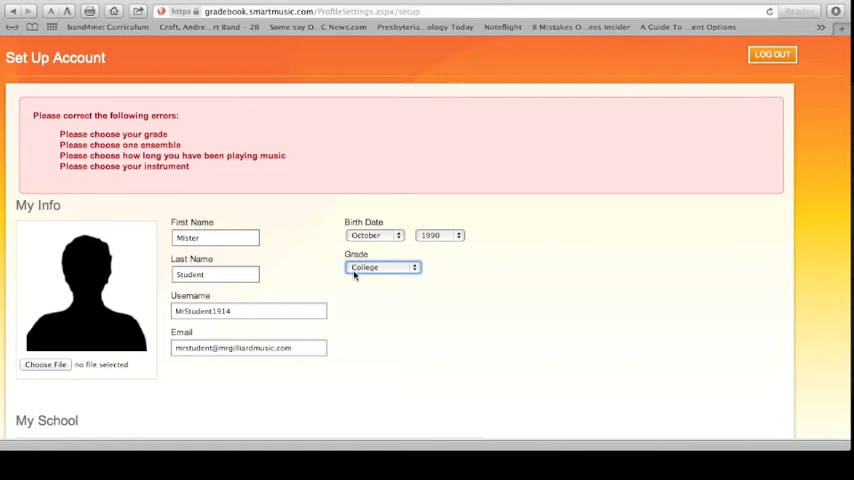 https gradebook.smartmusic.com/ProfileSettings.aspx/setup Reader
A A
band4me: Curriculum Craft, Andre...rt Band - 28 Some say O...C News.com Presbyteria...ology Today Noteflight 8 Mistakes O...ess Insider A Guide To ...ent Options
Set Up Account
LOG OUT
Please correct the following errors:
Please choose your grade
Please choose one ensemble
Please choose how long you have been playing music
Please choose your instrument
My Info
First Name
Mister
Last Name
Student
Username
MrStudent1914
Email
mrstudent@mrgilliardmusic.com
Birth Date
October 1990
Grade
College
Choose File no file selected
My School